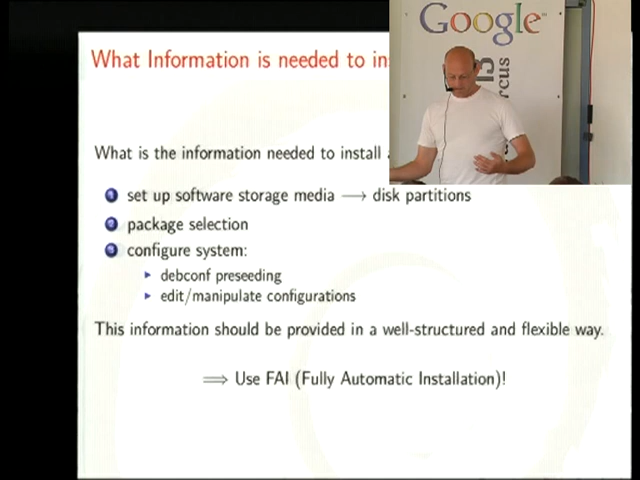 What Information is needed to
Google
13
rcus
What is the information needed to install
1 set up software storage media ⟶ disk partitions
2 package selection
3 configure system:
▸ debconf preseeding
▸ edit/manipulate configurations
This information should be provided in a well-structured and flexible way.
⟹ Use FAI (Fully Automatic Installation)!